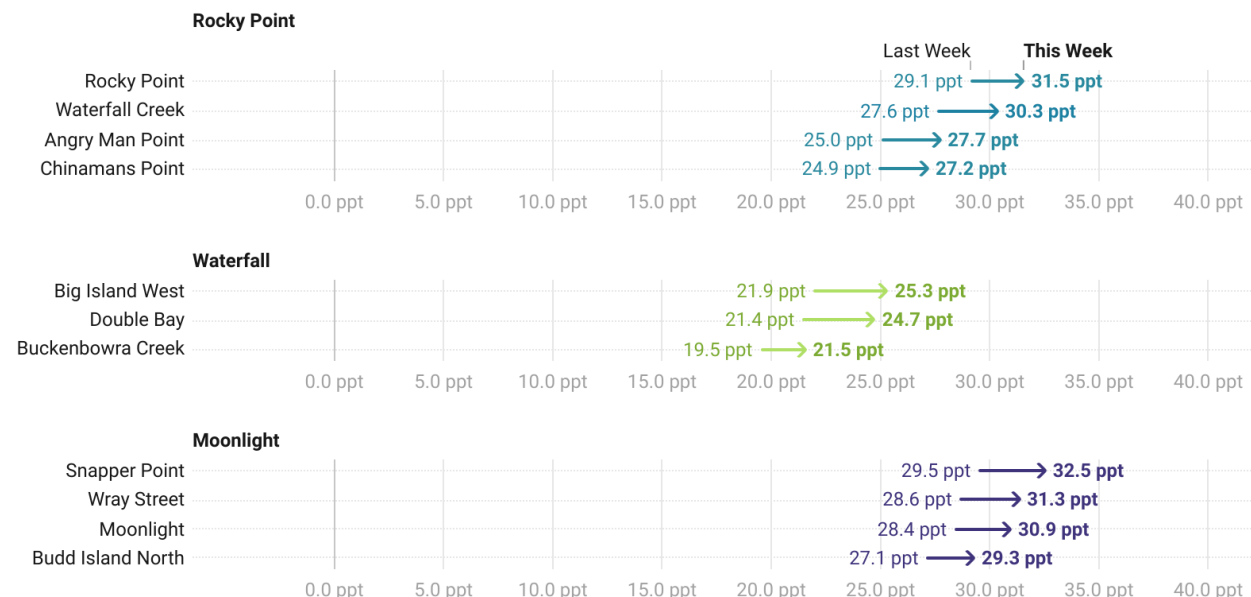 Rocky Point
Last Week This Week
Rocky Point 29.1 ppt 31.5 ppt
Waterfall Creek 27.6 ppt 30.3 ppt
Angry Man Point 25.0 ppt 27.7 ppt
Chinamans Point 24.9 ppt 27.2 ppt
0.0 ppt 5.0 ppt 10.0 ppt 15.0 ppt 20.0 ppt 25.0 ppt 30.0 ppt 35.0 ppt 40.0 ppt
Waterfall
Big Island West 21.9 ppt 25.3 ppt
Double Bay 21.4 ppt 24.7 ppt
Buckenbowra Creek 19.5 ppt 21.5 ppt
0.0 ppt 5.0 ppt 10.0 ppt 15.0 ppt 20.0 ppt 25.0 ppt 30.0 ppt 35.0 ppt 40.0 ppt
Moonlight
Snapper Point 29.5 ppt 32.5 ppt
Wray Street 28.6 ppt 31.3 ppt
Moonlight 28.4 ppt 30.9 ppt
Budd Island North 27.1 ppt 29.3 ppt
0.0 ppt 5.0 ppt 10.0 ppt 15.0 ppt 20.0 ppt 25.0 ppt 30.0 ppt 35.0 ppt 40.0 ppt